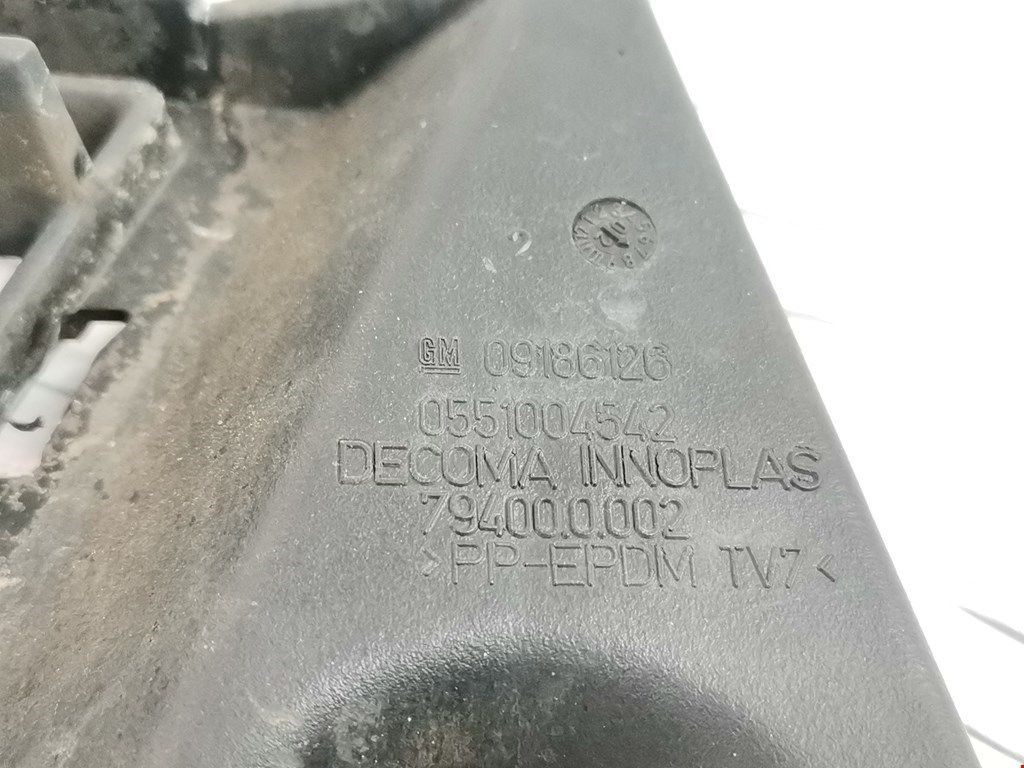 GM 09186126
0551004542
DECOMA INNOPLAS
79400.0.002
>PP-EPDM TV7<